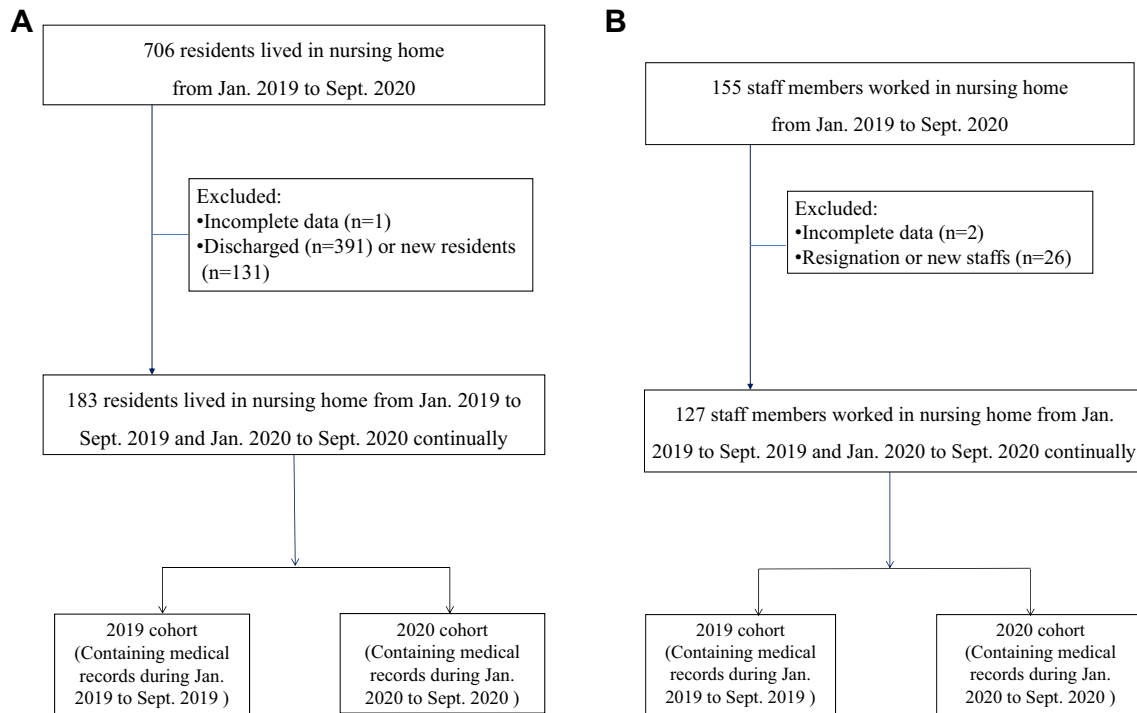 A
706 residents lived in nursing home
from Jan. 2019 to Sept. 2020
Excluded:
•Incomplete data (n=1)
•Discharged (n=391) or new residents
(n=131)
183 residents lived in nursing home from Jan. 2019 to
Sept. 2019 and Jan. 2020 to Sept. 2020 continually
2019 cohort
(Containing medical
records during Jan.
2019 to Sept. 2019 )
2020 cohort
(Containing medical
records during Jan.
2020 to Sept. 2020 )
B
155 staff members worked in nursing home
from Jan. 2019 to Sept. 2020
Excluded:
•Incomplete data (n=2)
•Resignation or new staffs (n=26)
127 staff members worked in nursing home from Jan.
2019 to Sept. 2019 and Jan. 2020 to Sept. 2020 continually
2019 cohort
(Containing medical
records during Jan.
2019 to Sept. 2019 )
2020 cohort
(Containing medical
records during Jan.
2020 to Sept. 2020 )